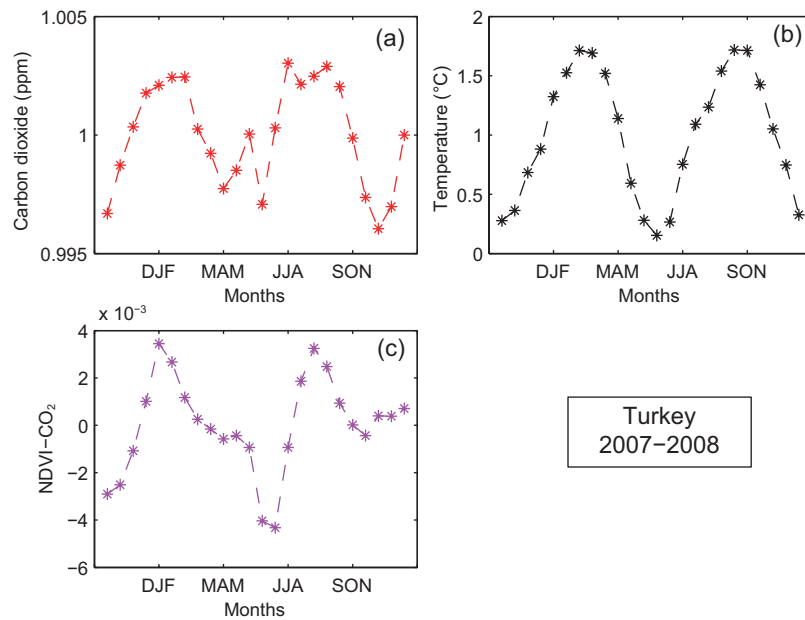 1.005
(a)
1
0.995
Carbon dioxide (ppm)
DJF MAM JJA SON
Months
2
(b)
1.5
1
0.5
0
Temperature (°C)
DJF MAM JJA SON
Months
x 10⁻³
4
(c)
2
0
−2
−4
−6
NDVI−CO₂
DJF MAM JJA SON
Months
Turkey
2007−2008